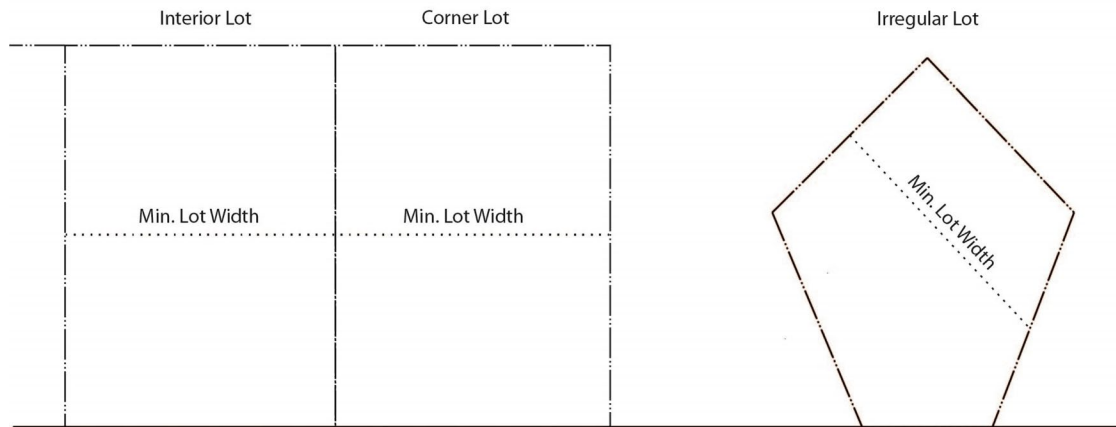 Interior Lot
Corner Lot
Irregular Lot
Min. Lot Width
Min. Lot Width
Min. Lot Width